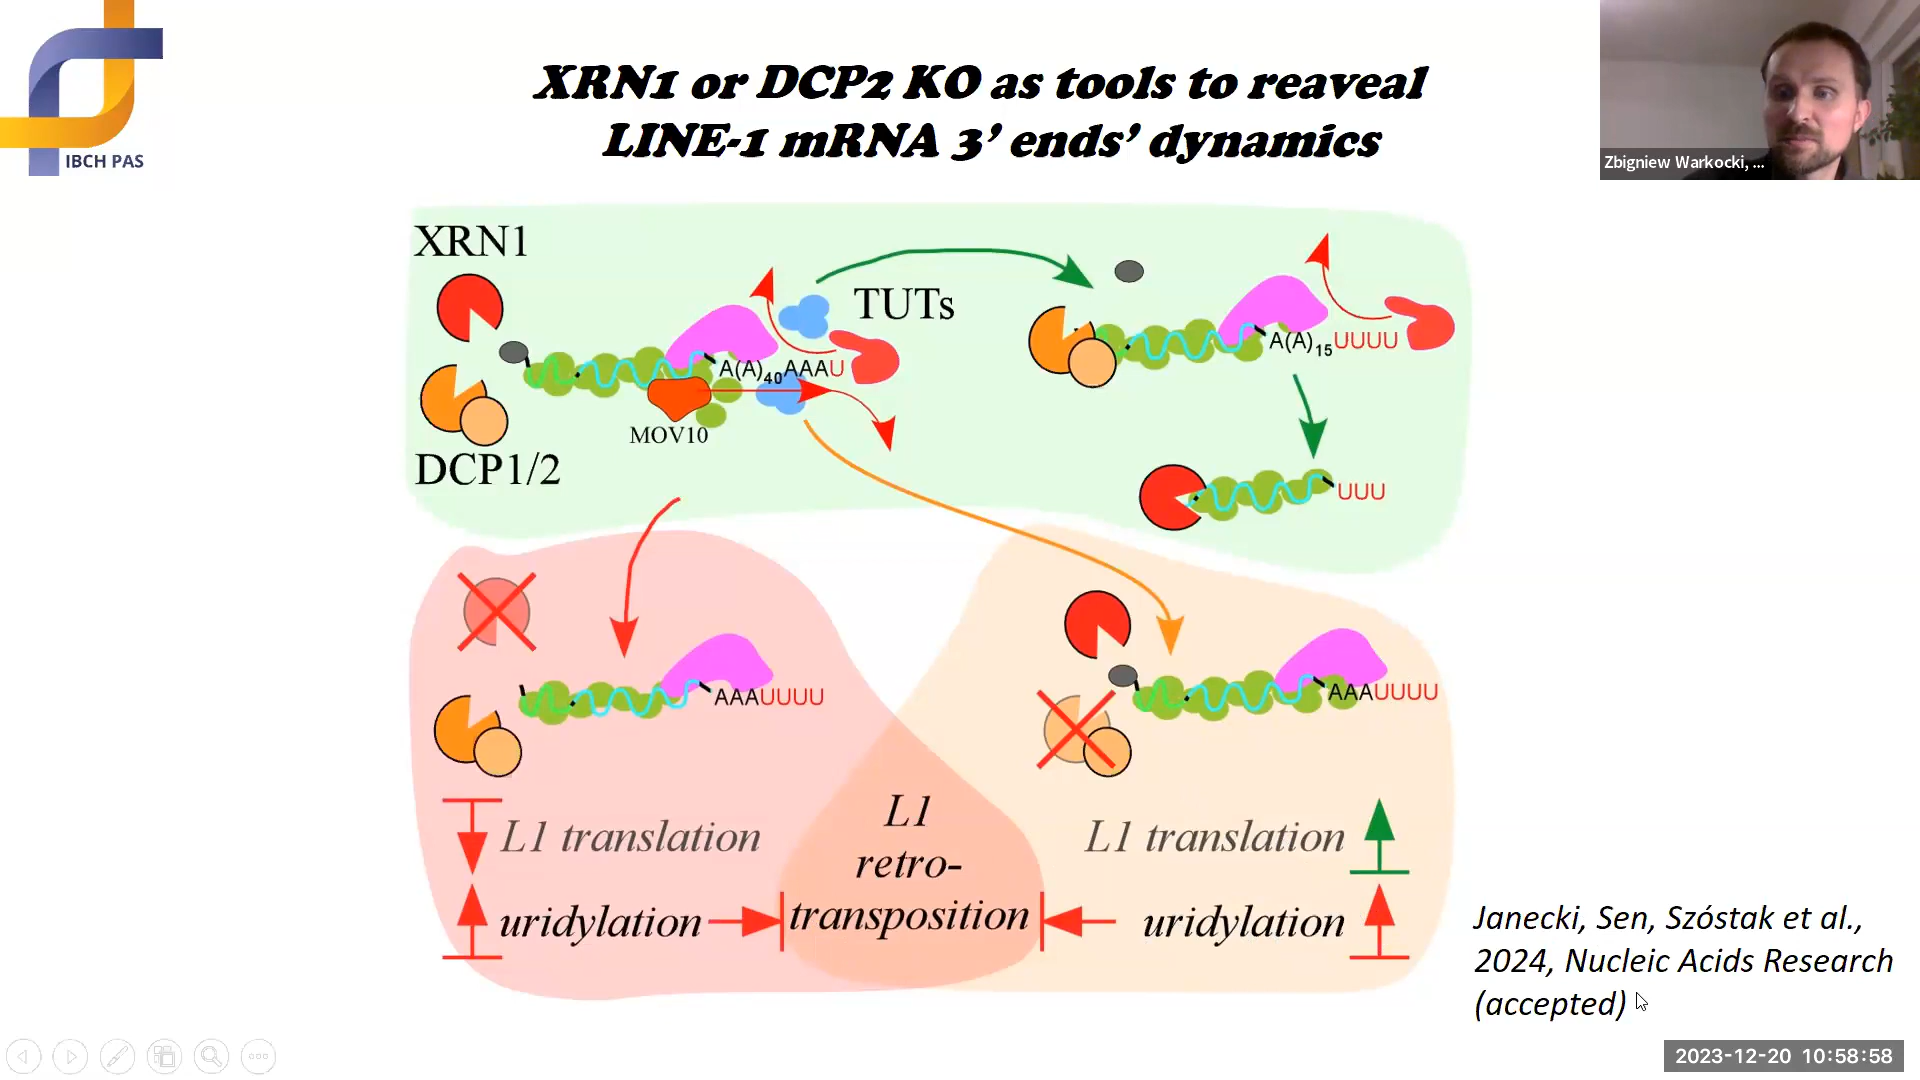 IBCH PAS
XRN1 or DCP2 KO as tools to reaveal
LINE-1 mRNA 3’ ends’ dynamics
Zbigniew Warkocki, ...
XRN1
TUTs
A(A)40AAAU
MOV10
DCP1/2
A(A)15UUUU
UUU
AAAUUUU
AAAUUUU
L1 translation
uridylation
L1
retro-
transposition
L1 translation
uridylation
Janecki, Sen, Szóstak et al.,
2024, Nucleic Acids Research
(accepted)
2023-12-20 10:58:58